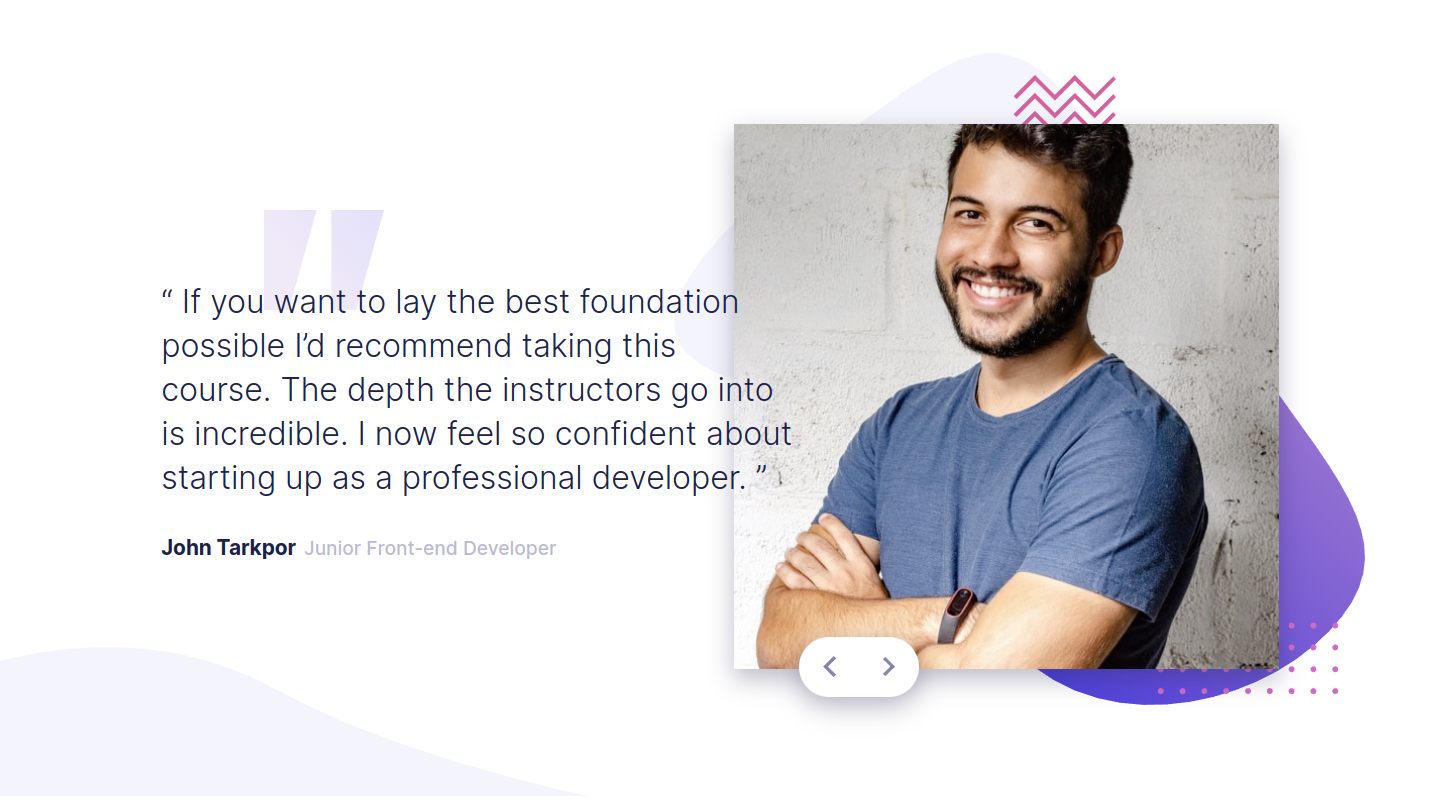 “ If you want to lay the best foundation
possible I’d recommend taking this
course. The depth the instructors go into
is incredible. I now feel so confident about
starting up as a professional developer. ”
John Tarkpor Junior Front-end Developer